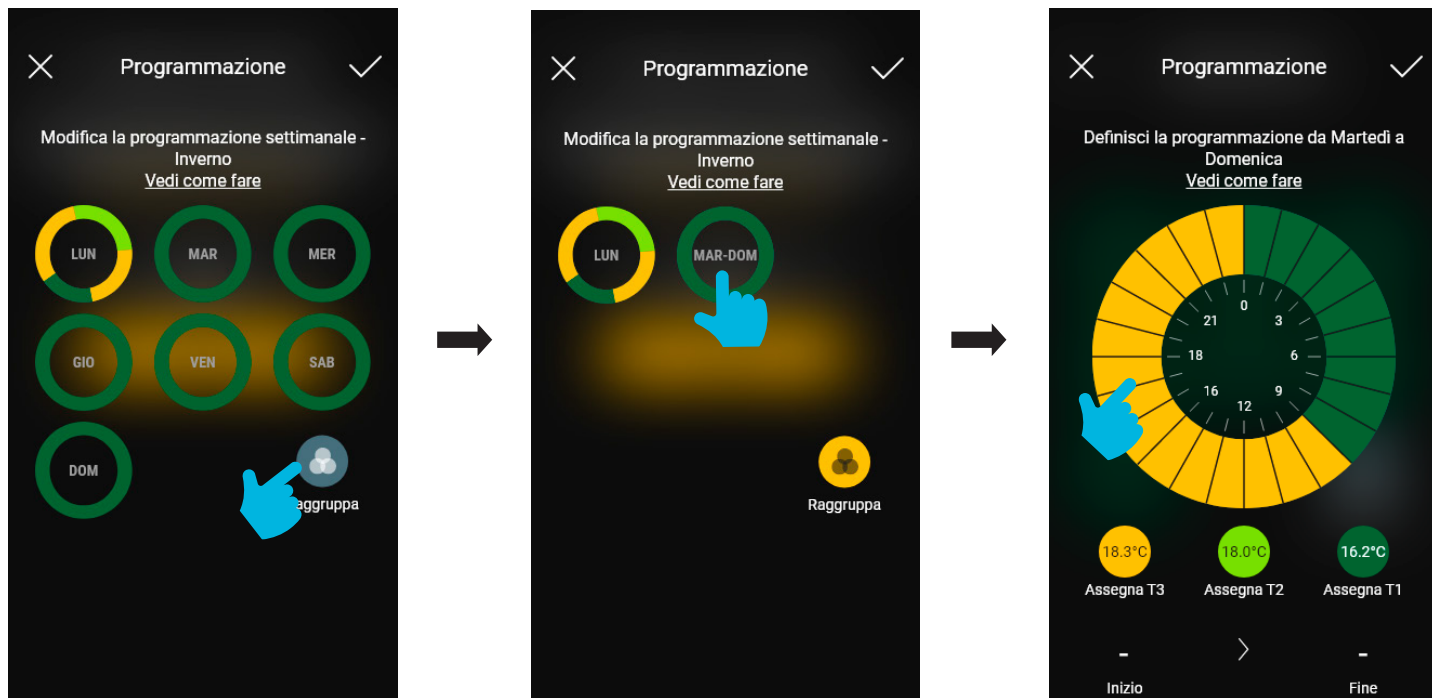 Programmazione
Modifica la programmazione settimanale -
Inverno
Vedi come fare
LUN
MAR
MER
GIO
VEN
SAB
DOM
aggruppa
Programmazione
Modifica la programmazione settimanale -
Inverno
Vedi come fare
LUN
MAR-DOM
Raggruppa
Programmazione
Definisci la programmazione da Martedì a
Domenica
Vedi come fare
0
3
6
9
12
16
18
21
18.3°C
18.0°C
16.2°C
Assegna T3
Assegna T2
Assegna T1
-
-
Inizio
Fine